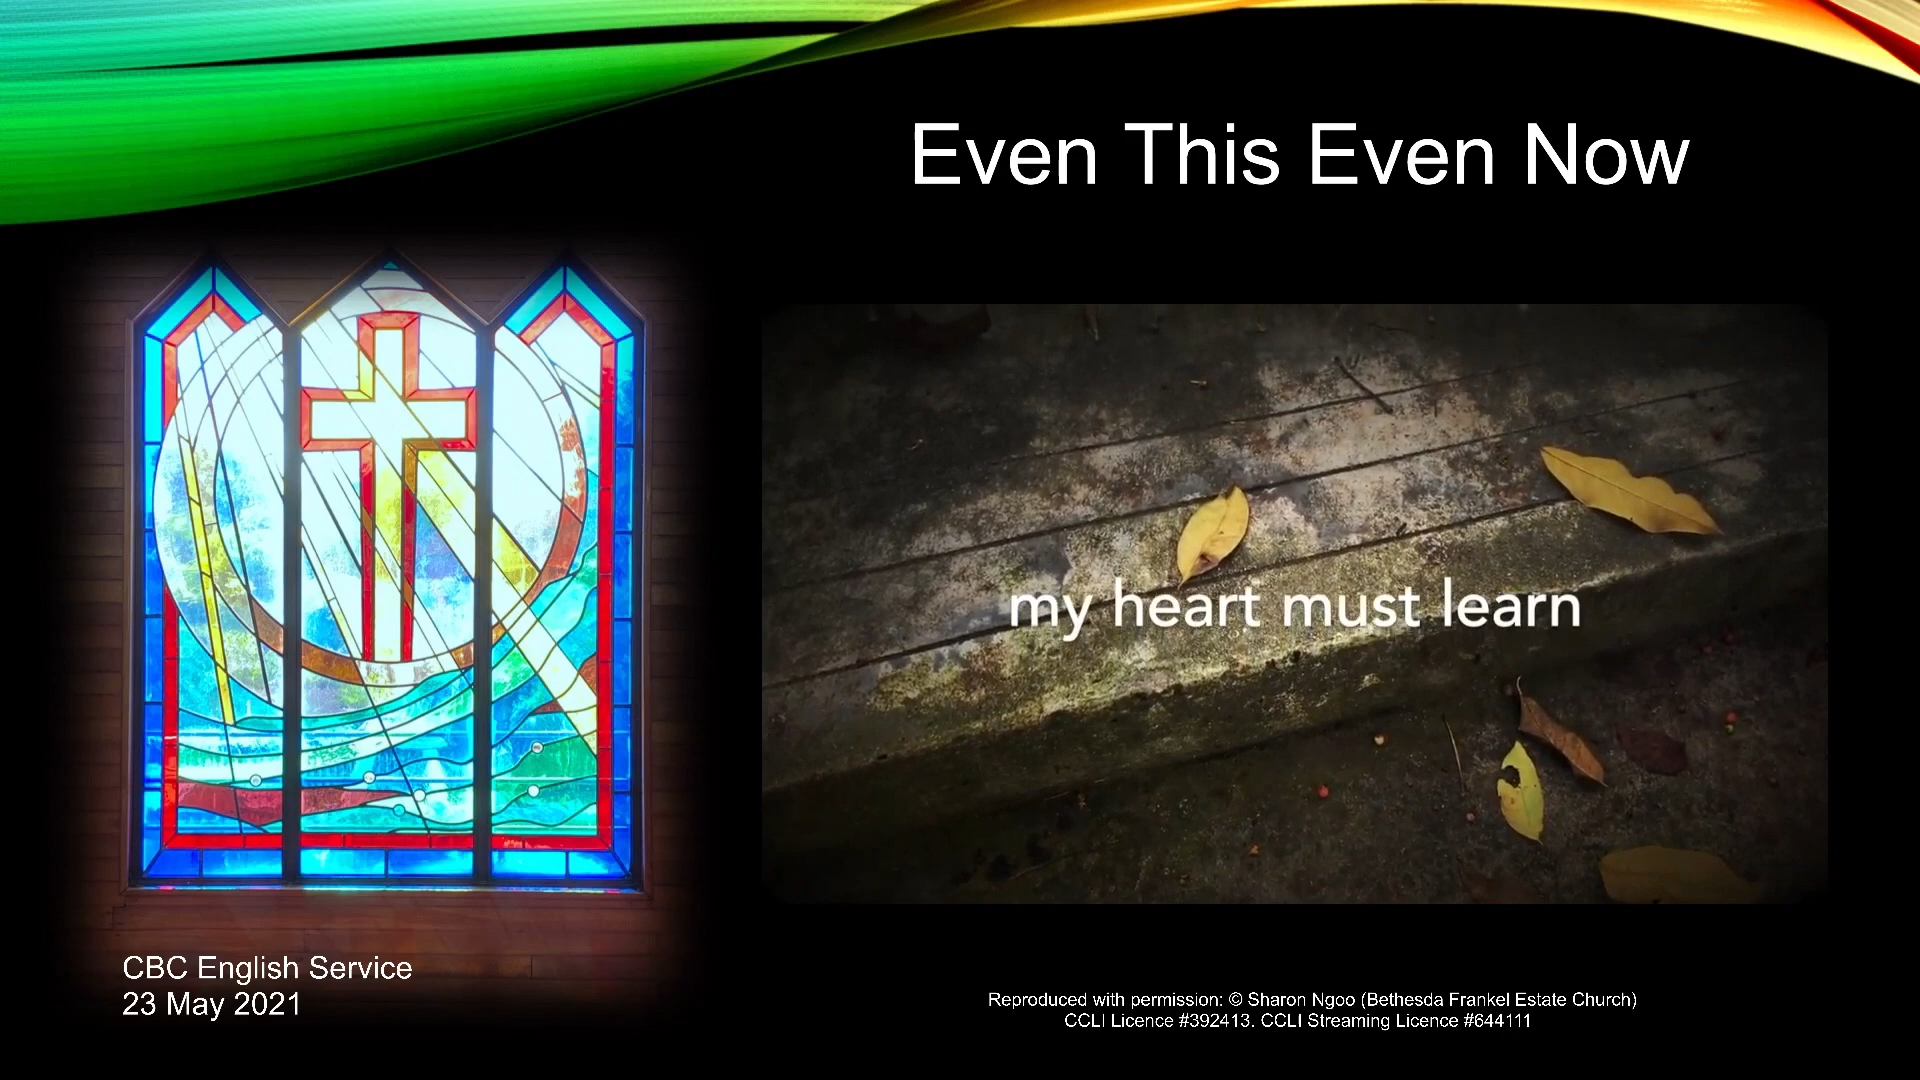 Even This Even Now
my heart must learn
CBC English Service
23 May 2021
Reproduced with permission: © Sharon Ngoo (Bethesda Frankel Estate Church)
CCLI Licence #392413. CCLI Streaming Licence #644111